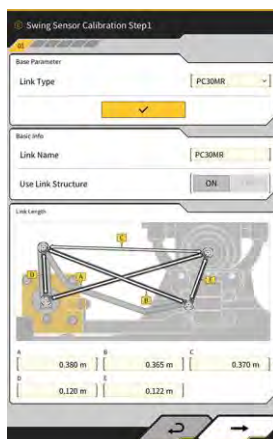 Swing Sensor Calibration Step1
01
Base Parameter
Link Type
[ PC30MR ]
Basic Info
Link Name
[ PC30MR ]
Use Link Structure
ON
Link Length
C
D
A
E
B
A
B
C
[ 0.380 m ]
[ 0.365 m ]
[ 0.370 m ]
D
E
[ 0.120 m ]
[ 0.122 m ]